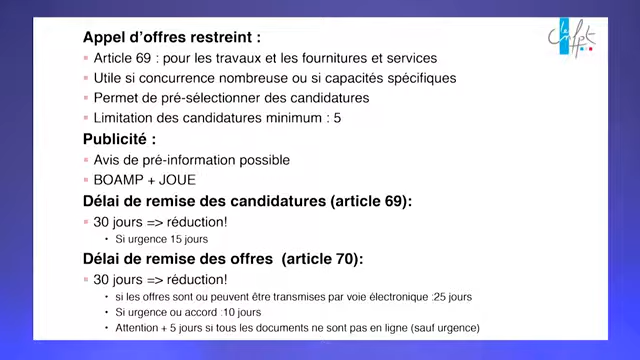 Appel d’offres restreint :
Article 69 : pour les travaux et les fournitures et services
Utile si concurrence nombreuse ou si capacités spécifiques
Permet de pré-sélectionner des candidatures
Limitation des candidatures minimum : 5
Publicité :
Avis de pré-information possible
BOAMP + JOUE
Délai de remise des candidatures (article 69):
30 jours => réduction!
Si urgence 15 jours
Délai de remise des offres (article 70):
30 jours => réduction!
si les offres sont ou peuvent être transmises par voie électronique :25 jours
Si urgence ou accord :10 jours
Attention + 5 jours si tous les documents ne sont pas en ligne (sauf urgence)